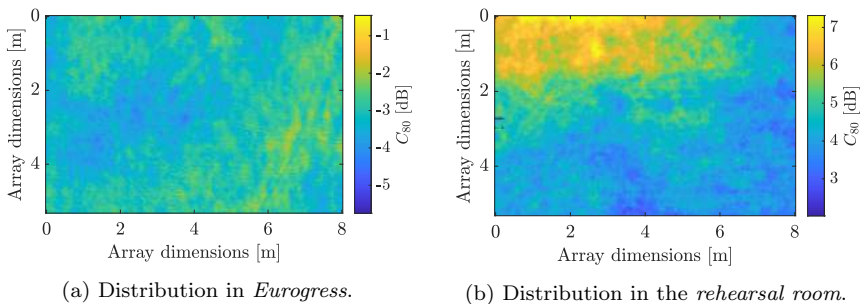 0
2
4
0 2 4 6 8
Array dimensions [m]
Array dimensions [m]
-1
-2
-3
-4
-5
C80 [dB]
(a) Distribution in Eurogress.
0
2
4
0 2 4 6 8
Array dimensions [m]
Array dimensions [m]
7
6
5
4
3
C80 [dB]
(b) Distribution in the rehearsal room.